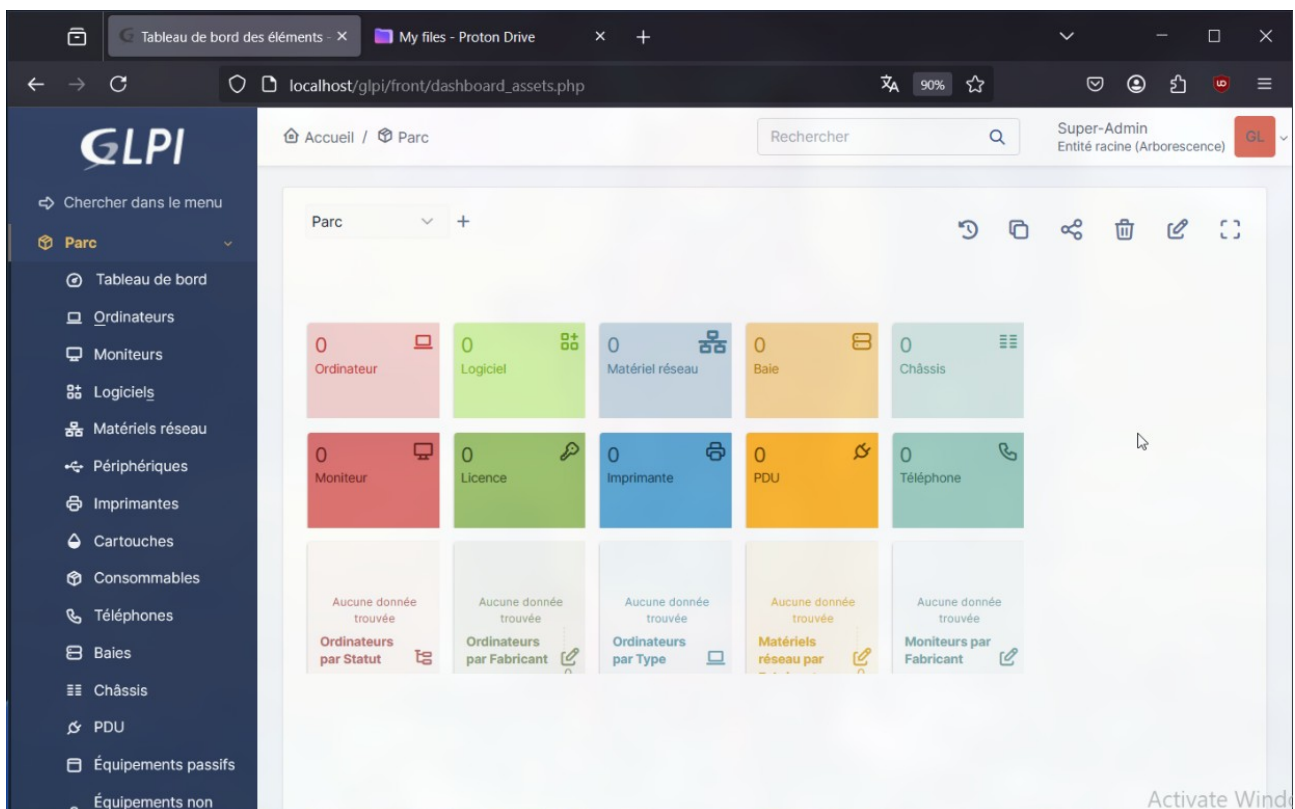 Tableau de bord des éléments -
My files - Proton Drive
localhost/glpi/front/dashboard_assets.php
90%
GLPI
Accueil / Parc
Rechercher
Super-Admin
Entité racine (Arborescence)
GL
Chercher dans le menu
Parc
Tableau de bord
Ordinateurs
Moniteurs
Logiciels
Matériels réseau
Périphériques
Imprimantes
Cartouches
Consommables
Téléphones
Baies
Châssis
PDU
Équipements passifs
Équipements non
Parc
0
Ordinateur
0
Logiciel
0
Matériel réseau
0
Baie
0
Châssis
0
Moniteur
0
Licence
0
Imprimante
0
PDU
0
Téléphone
Aucune donnée
trouvée
Ordinateurs
par Statut
Aucune donnée
trouvée
Ordinateurs
par Fabricant
Aucune donnée
trouvée
Ordinateurs
par Type
Aucune donnée
trouvée
Matériels
réseau par
Aucune donnée
trouvée
Moniteurs par
Fabricant
Activate